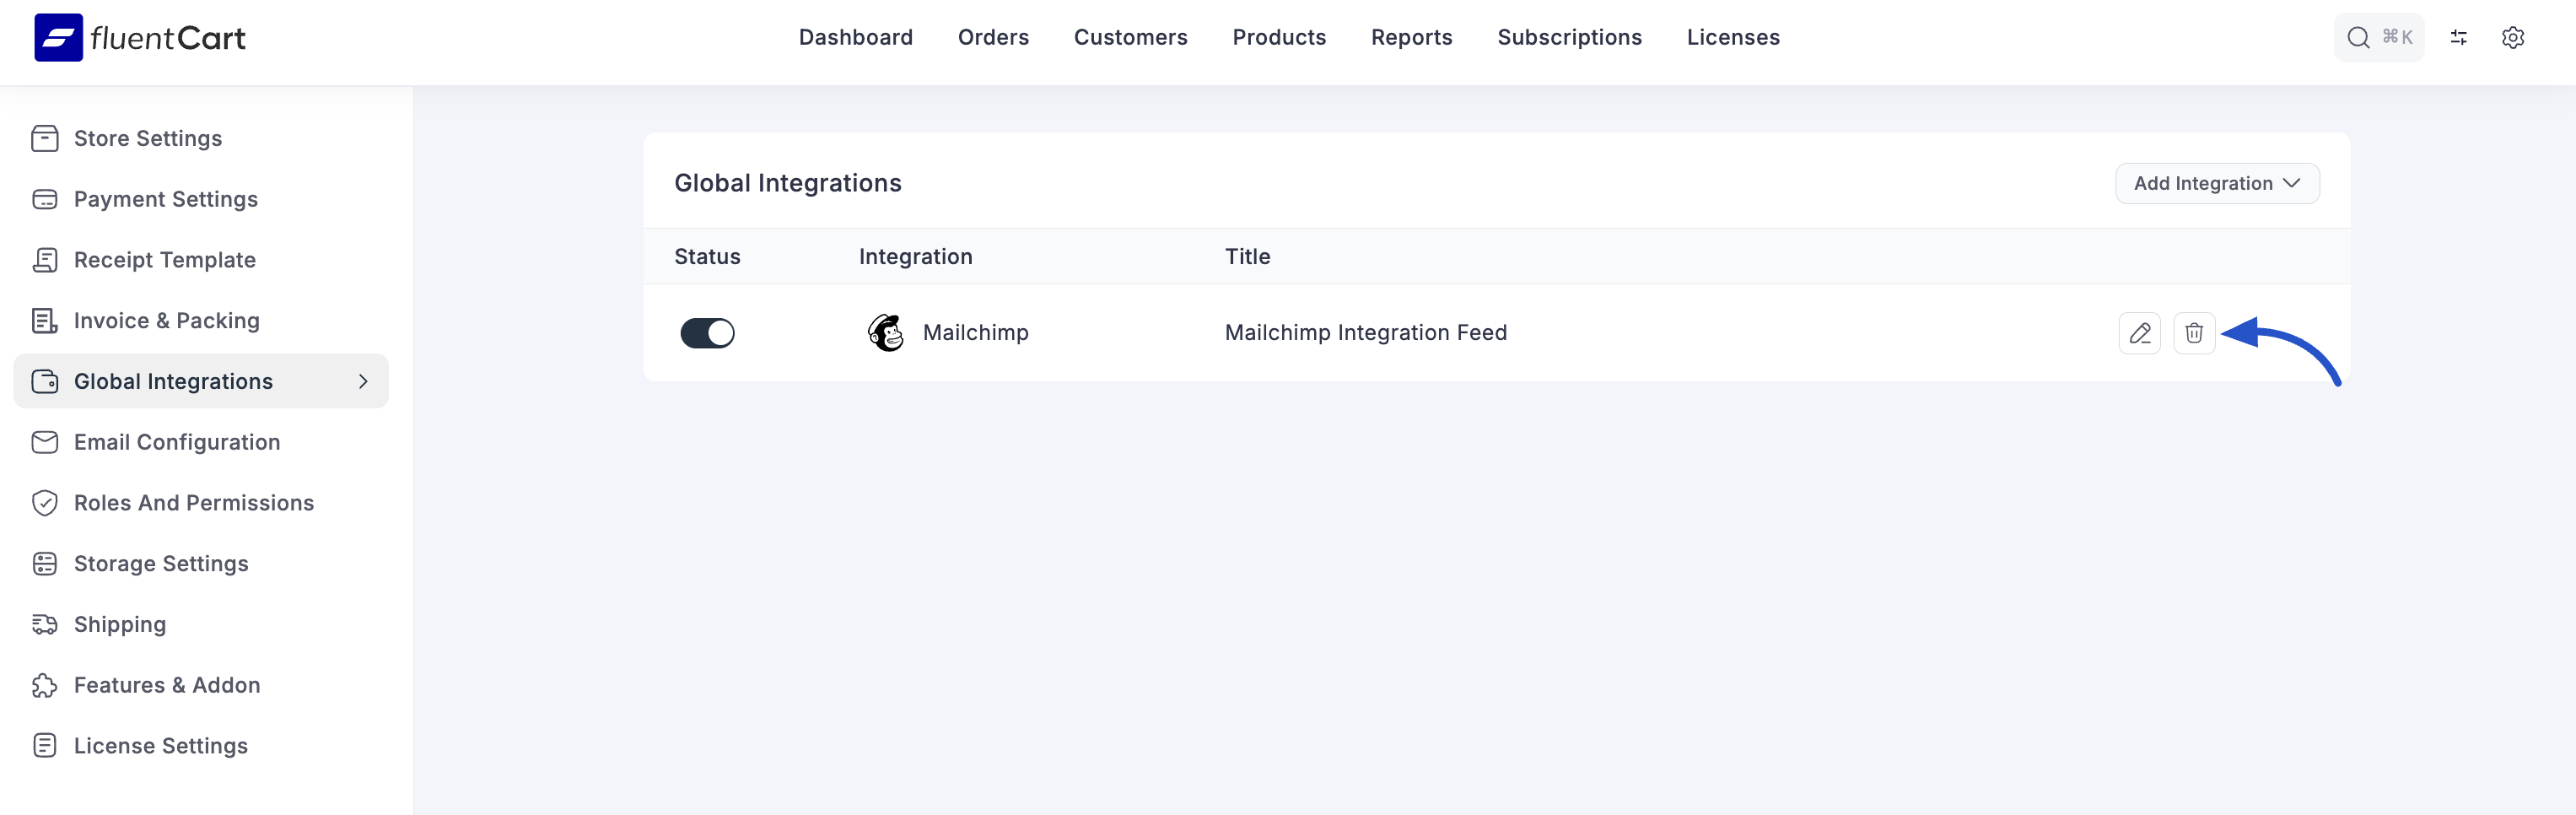 fluentCart
Dashboard Orders Customers Products Reports Subscriptions Licenses
⌘K
Store Settings
Payment Settings
Receipt Template
Invoice & Packing
Global Integrations
Email Configuration
Roles And Permissions
Storage Settings
Shipping
Features & Addon
License Settings
Global Integrations
Add Integration
Status Integration Title
Mailchimp Mailchimp Integration Feed